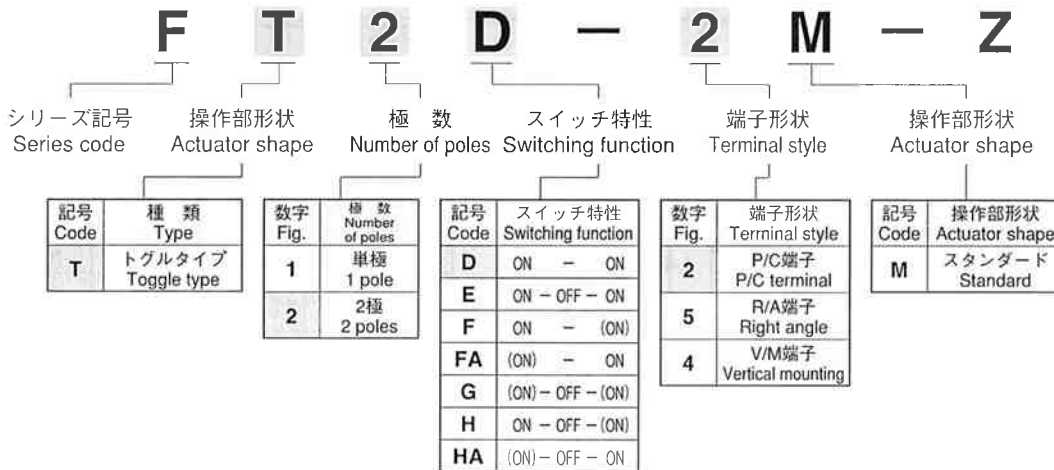 F T 2 D － 2 M － Z
シリーズ記号 操作部形状 極 数 スイッチ特性 端子形状 操作部形状
Series code Actuator shape Number of poles Switching function Terminal style Actuator shape
記号 種 類
Code Type
T トグルタイプ
Toggle type
数字 極 数
Fig. Number
of poles
1 単極
1 pole
2 2極
2 poles
記号 スイッチ特性
Code Switching function
D ON － ON
E ON － OFF － ON
F ON － (ON)
FA (ON) － ON
G (ON)－ OFF －(ON)
H ON － OFF －(ON)
HA (ON)－ OFF － ON
数字 端子形状
Fig. Terminal style
2 P/C端子
P/C terminal
5 R/A端子
Right angle
4 V/M端子
Vertical mounting
記号 操作部形状
Code Actuator shape
M スタンダード
Standard